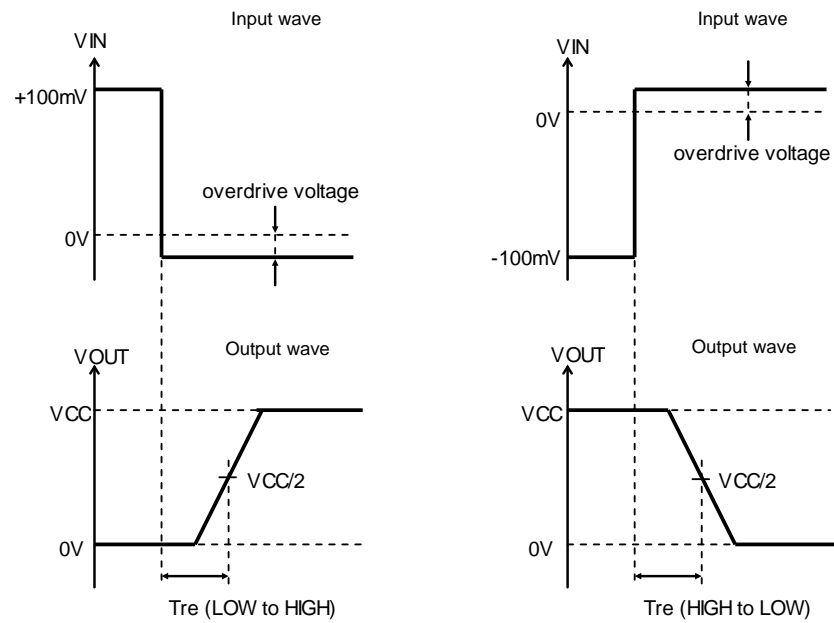 Input wave
VIN
+100mV
overdrive voltage
0V
Output wave
VOUT
VCC
VCC/2
0V
Tre (LOW to HIGH)
Input wave
VIN
0V
overdrive voltage
-100mV
Output wave
VOUT
VCC
VCC/2
0V
Tre (HIGH to LOW)